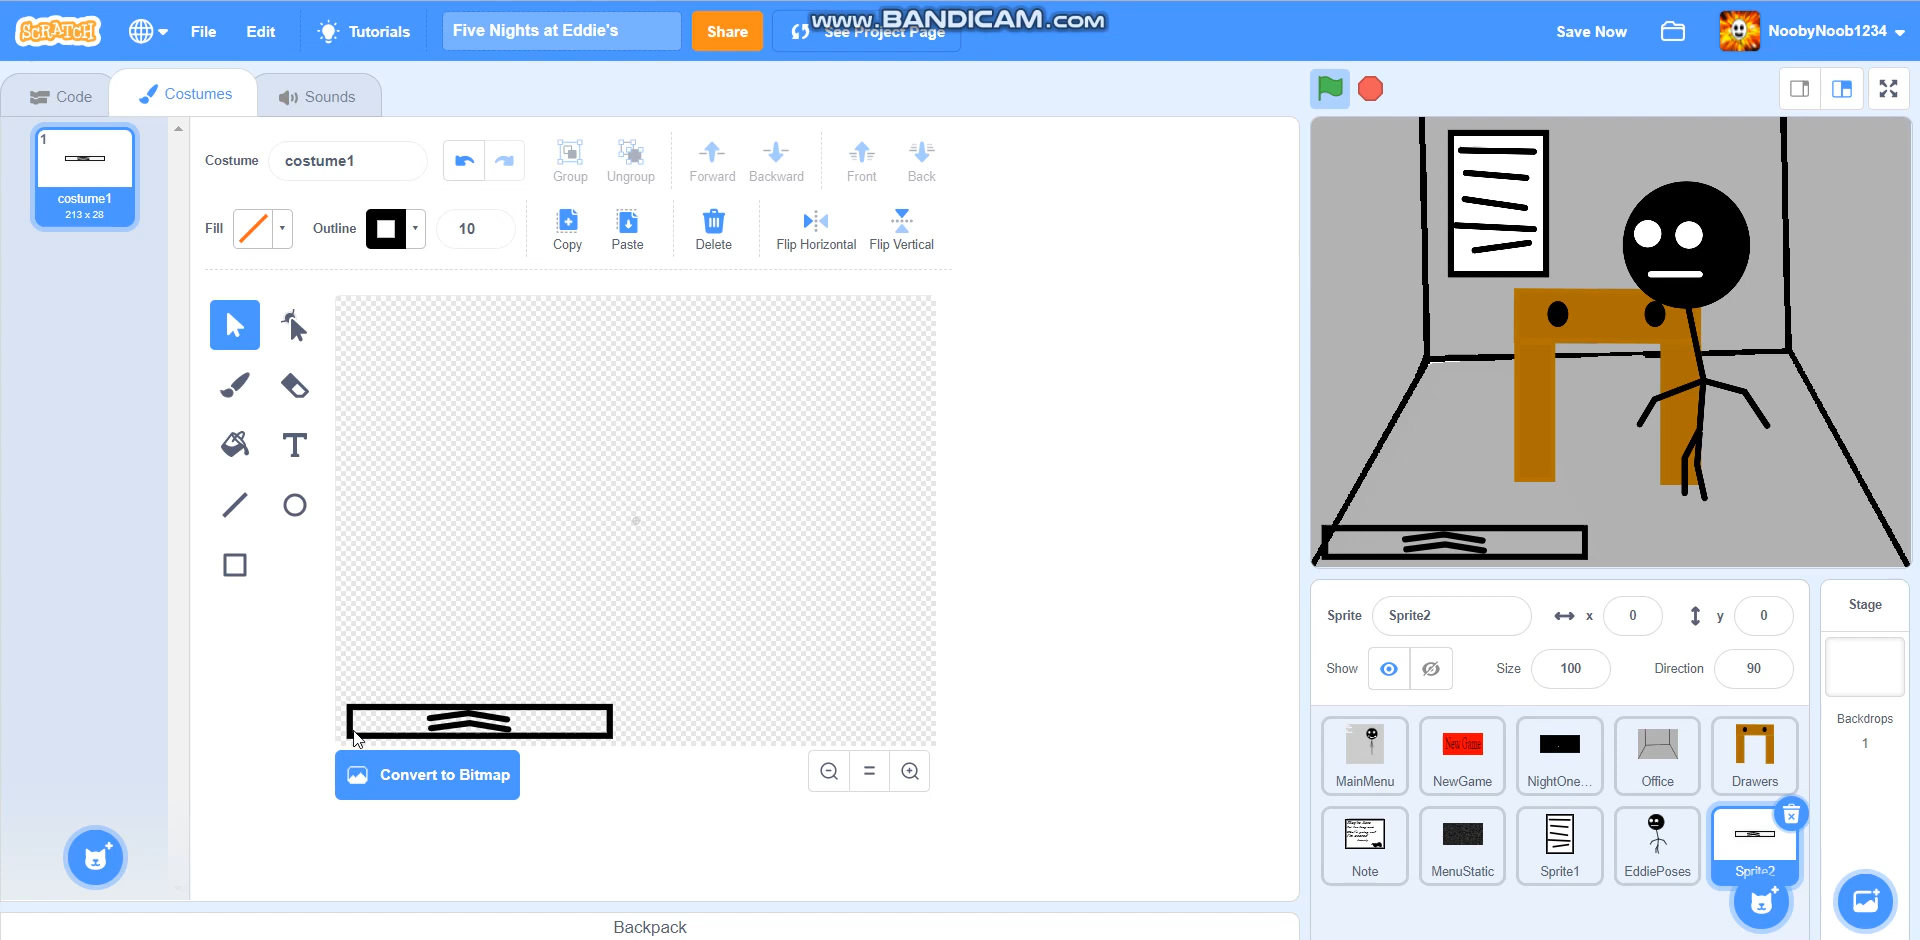 SCRATCH File Edit Tutorials Five Nights at Eddie's Share See Project Page www.BANDICAM.com Save Now NoobyNoob1234
Code Costumes Sounds
1
costume1
213 x 28
Costume costume1 Group Ungroup Forward Backward Front Back
Fill Outline 10 Copy Paste Delete Flip Horizontal Flip Vertical
Convert to Bitmap
Backpack
Sprite Sprite2 x 0 y 0
Show Size 100 Direction 90
MainMenu NewGame NightOne... Office Drawers
New Game
Note MenuStatic Sprite1 EddiePoses Sprite2
Stage
Backdrops
1